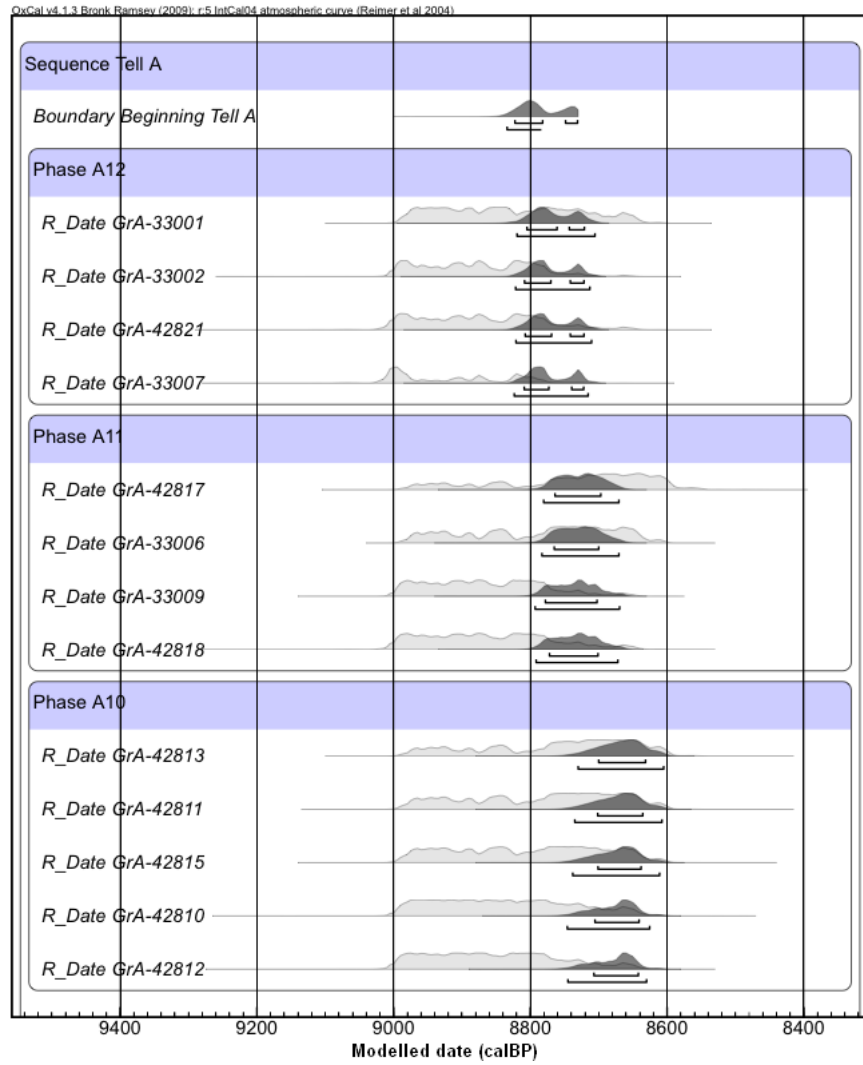 OxCal v4.1.3 Bronk Ramsey (2009); r:5 IntCal04 atmospheric curve (Reimer et al 2004)
Sequence Tell A
Boundary Beginning Tell A
Phase A12
R_Date GrA-33001
R_Date GrA-33002
R_Date GrA-42821
R_Date GrA-33007
Phase A11
R_Date GrA-42817
R_Date GrA-33006
R_Date GrA-33009
R_Date GrA-42818
Phase A10
R_Date GrA-42813
R_Date GrA-42811
R_Date GrA-42815
R_Date GrA-42810
R_Date GrA-42812
9400 9200 9000 8800 8600 8400
Modelled date (calBP)